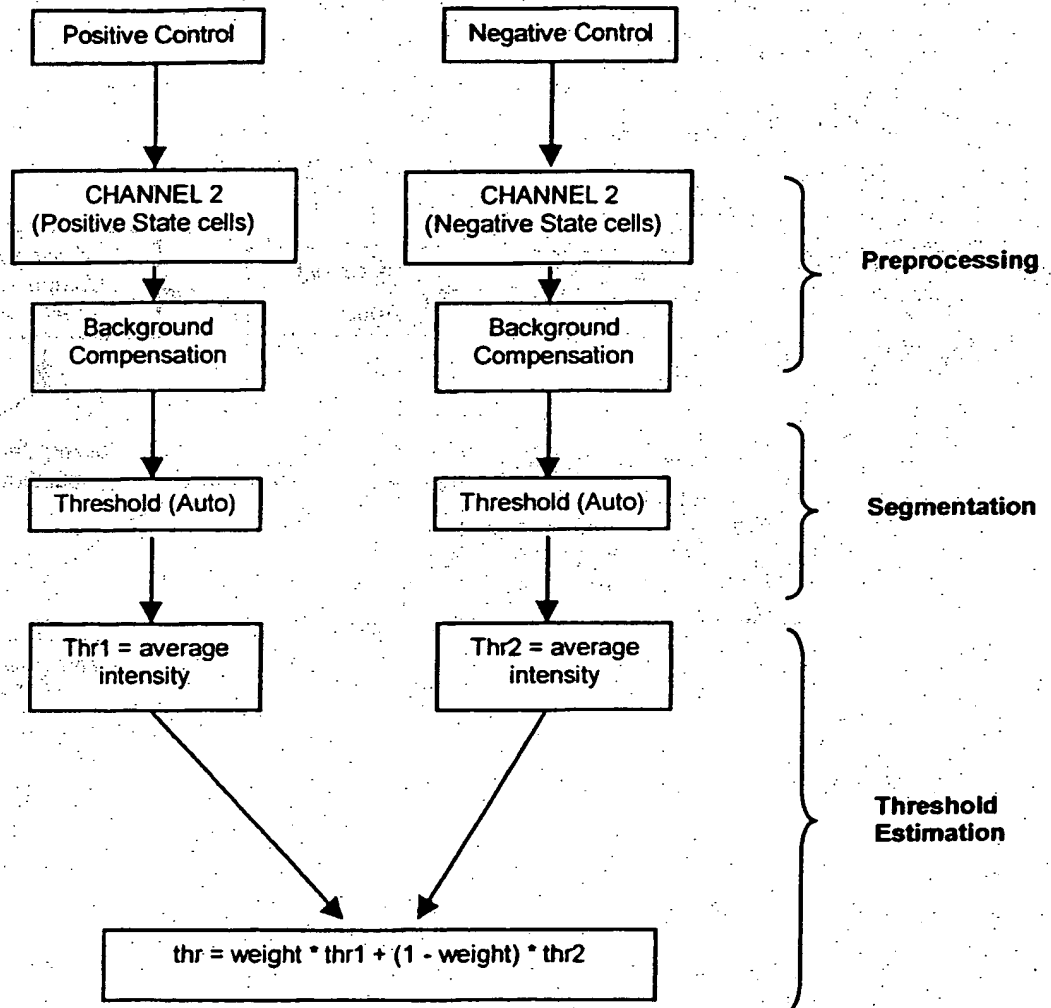 Positive Control
Negative Control
CHANNEL 2
(Positive State cells)
CHANNEL 2
(Negative State cells)
Preprocessing
Background
Compensation
Background
Compensation
Threshold (Auto)
Threshold (Auto)
Segmentation
Thr1 = average
intensity
Thr2 = average
intensity
Threshold
Estimation
thr = weight * thr1 + (1 - weight) * thr2